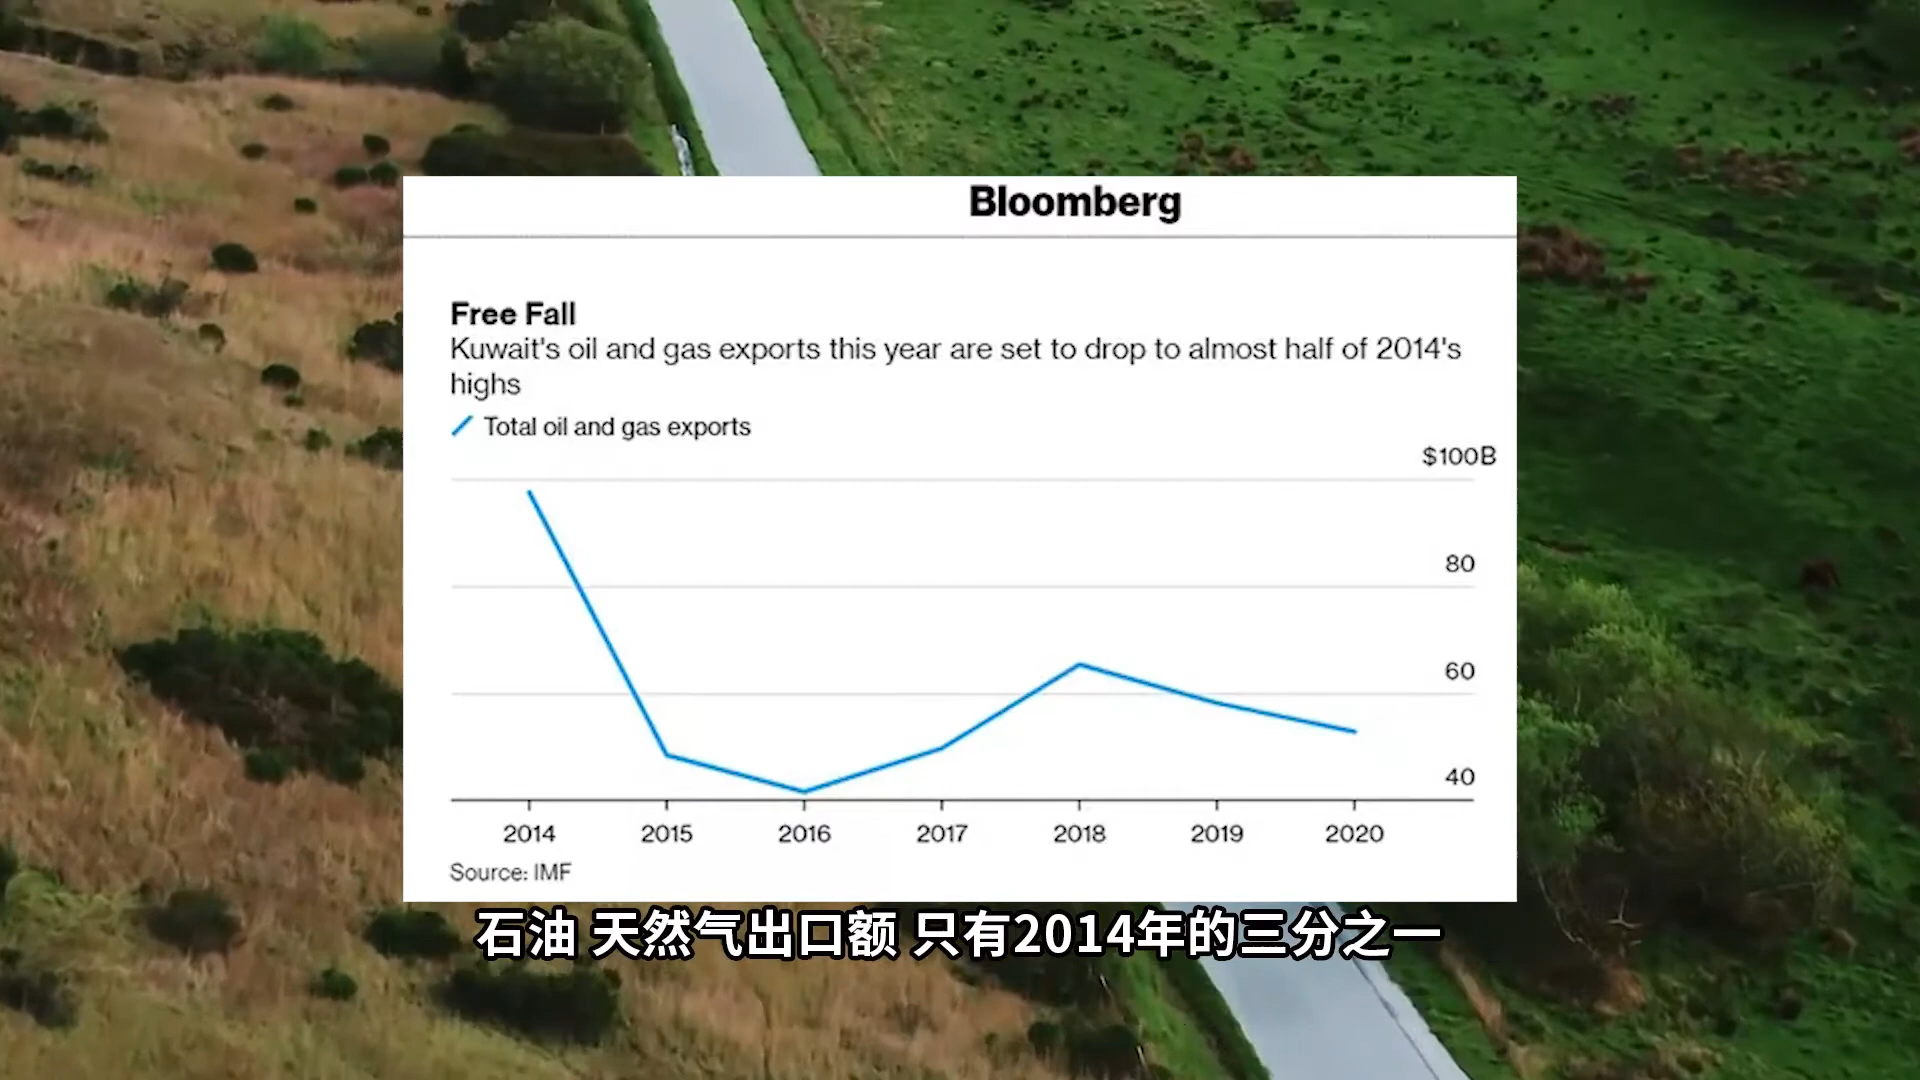 Bloomberg
Free Fall
Kuwait's oil and gas exports this year are set to drop to almost half of 2014's
highs
Total oil and gas exports
$100B
80
60
40
2014 2015 2016 2017 2018 2019 2020
Source: IMF
石油 天然气出口额 只有2014年的三分之一